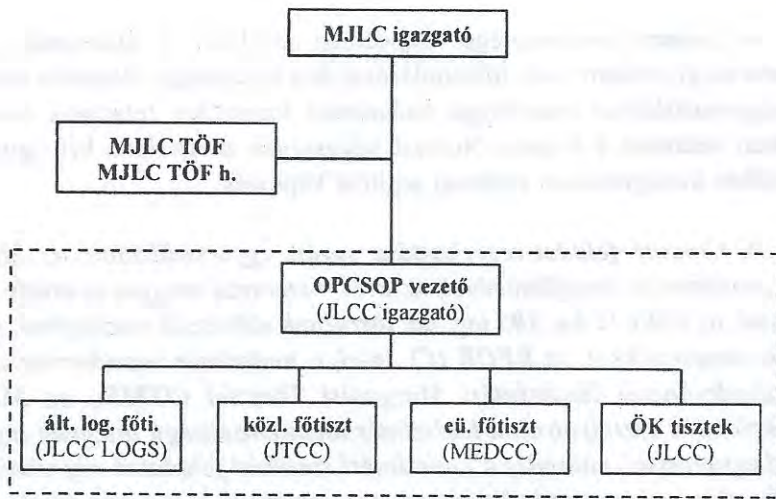 MJLC igazgató
MJLC TÖF
MJLC TÖF h.
OPCSOP vezető
(JLCC igazgató)
ált. log. főti.
(JLCC LOGS)
közl. főtiszt
(JTCC)
eü. főtiszt
(MEDCC)
ÖK tisztek
(JLCC)